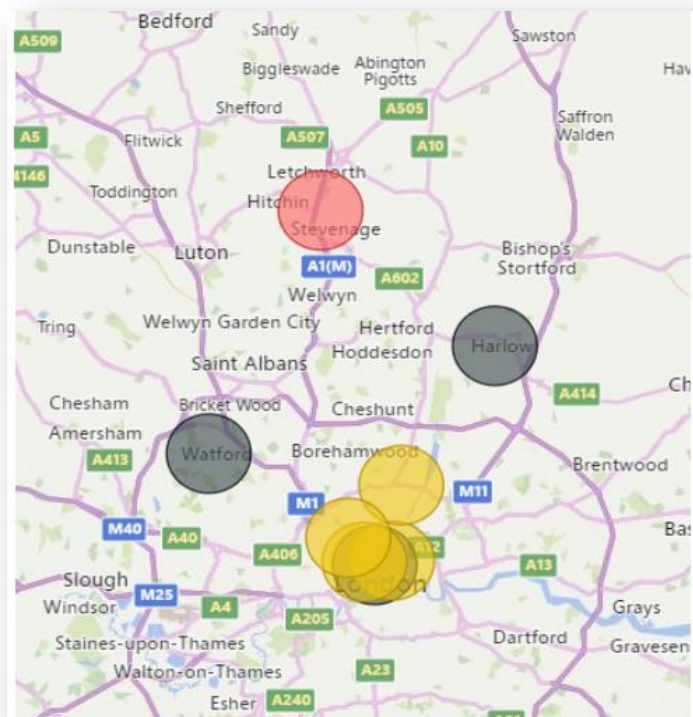 Bedford
Sandy
Sawston
A509
Abington
Pigotts
Biggleswade
Hav
Shefford
A505
Saffron
Walden
A5
Flitwick
A507
A10
4146
Letchworth
Toddington
Hitchin
Stevenage
Dunstable
Luton
Bishop's
Stortford
A1(M)
A602
Welwyn
Tring
Welwyn Garden City
Hertford
Harlow
Hoddesdon
Saint Albans
Ch
A414
Chesham
Bricket Wood
Cheshunt
Amersham
Watford
Borehamwood
A413
Brentwood
M1
M11
M40
A40
Bas
A406
A12
A13
Slough
London
M25
Windsor
A4
A205
Grays
Staines-upon-Thames
Dartford
Gravesen
Walton-on-Thames
A23
Esher
A240